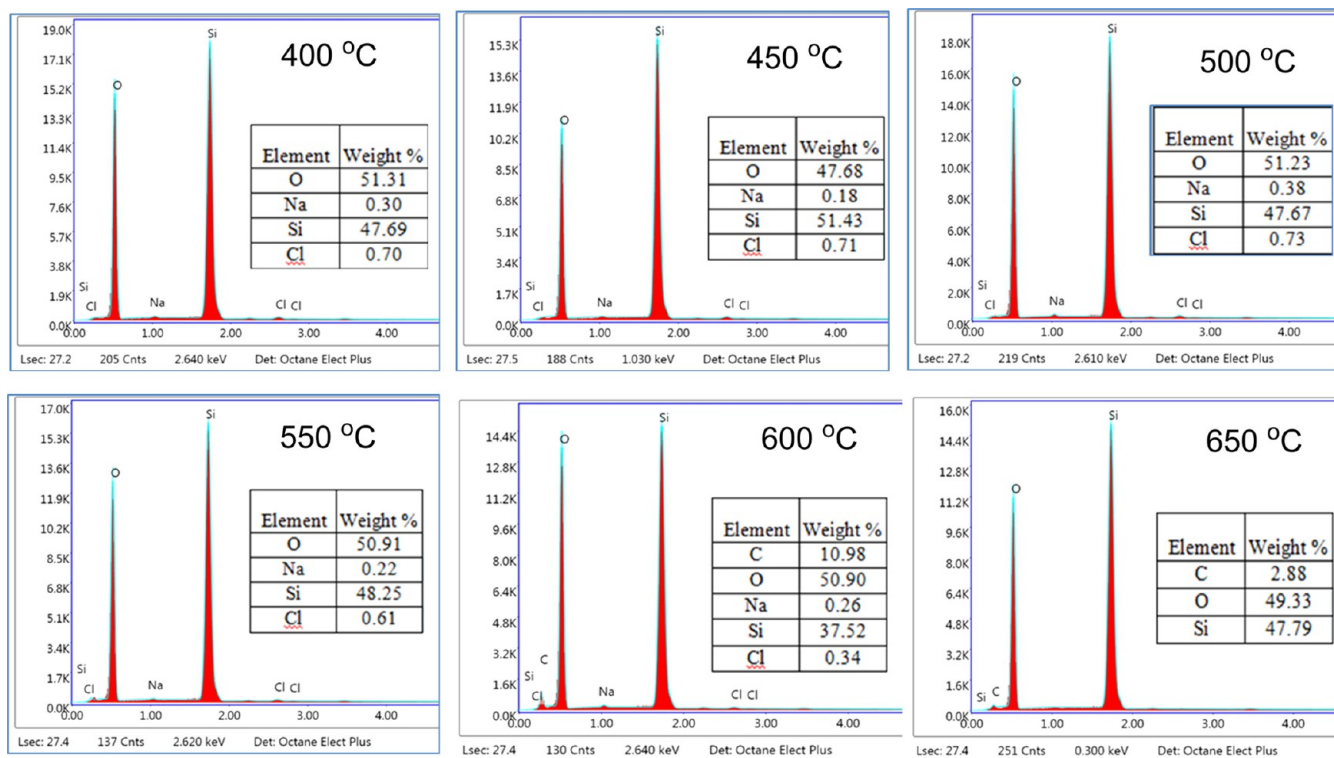 400 °C
19.0K
17.1K
15.2K
13.3K
11.4K
9.5K
7.6K
5.7K
3.8K
1.9K
0.0K
Si
O
Si
Cl
Na
Cl Cl
0.00 1.00 2.00 3.00 4.00
Element Weight %
O 51.31
Na 0.30
Si 47.69
Cl 0.70
Lsec: 27.2 205 Cnts 2.640 keV Det: Octane Elect Plus
450 °C
15.3K
13.6K
11.9K
10.2K
8.5K
6.8K
5.1K
3.4K
1.7K
0.0K
Si
O
Si
Cl
Na
Cl Cl
0.00 1.00 2.00 3.00 4.00
Element Weight %
O 47.68
Na 0.18
Si 51.43
Cl 0.71
Lsec: 27.5 188 Cnts 1.030 keV Det: Octane Elect Plus
500 °C
18.0K
16.0K
14.0K
12.0K
10.0K
8.0K
6.0K
4.0K
2.0K
0.0K
Si
O
Si
Cl
Na
Cl Cl
0.00 1.00 2.00 3.00 4.00
Element Weight %
O 51.23
Na 0.38
Si 47.67
Cl 0.73
Lsec: 27.2 219 Cnts 2.610 keV Det: Octane Elect Plus
550 °C
17.0K
15.3K
13.6K
11.9K
10.2K
8.5K
6.8K
5.1K
3.4K
1.7K
0.0K
Si
O
Si
Cl
Na
Cl Cl
0.00 1.00 2.00 3.00 4.00
Element Weight %
O 50.91
Na 0.22
Si 48.25
Cl 0.61
Lsec: 27.4 137 Cnts 2.620 keV Det: Octane Elect Plus
600 °C
14.4K
12.8K
11.2K
9.6K
8.0K
6.4K
4.8K
3.2K
1.6K
0.0K
Si
O
C
Si
Cl
Na
Cl Cl
0.00 1.00 2.00 3.00 4.00
Element Weight %
C 10.98
O 50.90
Na 0.26
Si 37.52
Cl 0.34
Lsec: 27.4 130 Cnts 2.640 keV Det: Octane Elect Plus
650 °C
16.0K
14.4K
12.8K
11.2K
9.6K
8.0K
6.4K
4.8K
3.2K
1.6K
0.0K
Si
O
C
Si
0.00 1.00 2.00 3.00 4.00
Element Weight %
C 2.88
O 49.33
Si 47.79
Lsec: 27.4 251 Cnts 0.300 keV Det: Octane Elect Plus